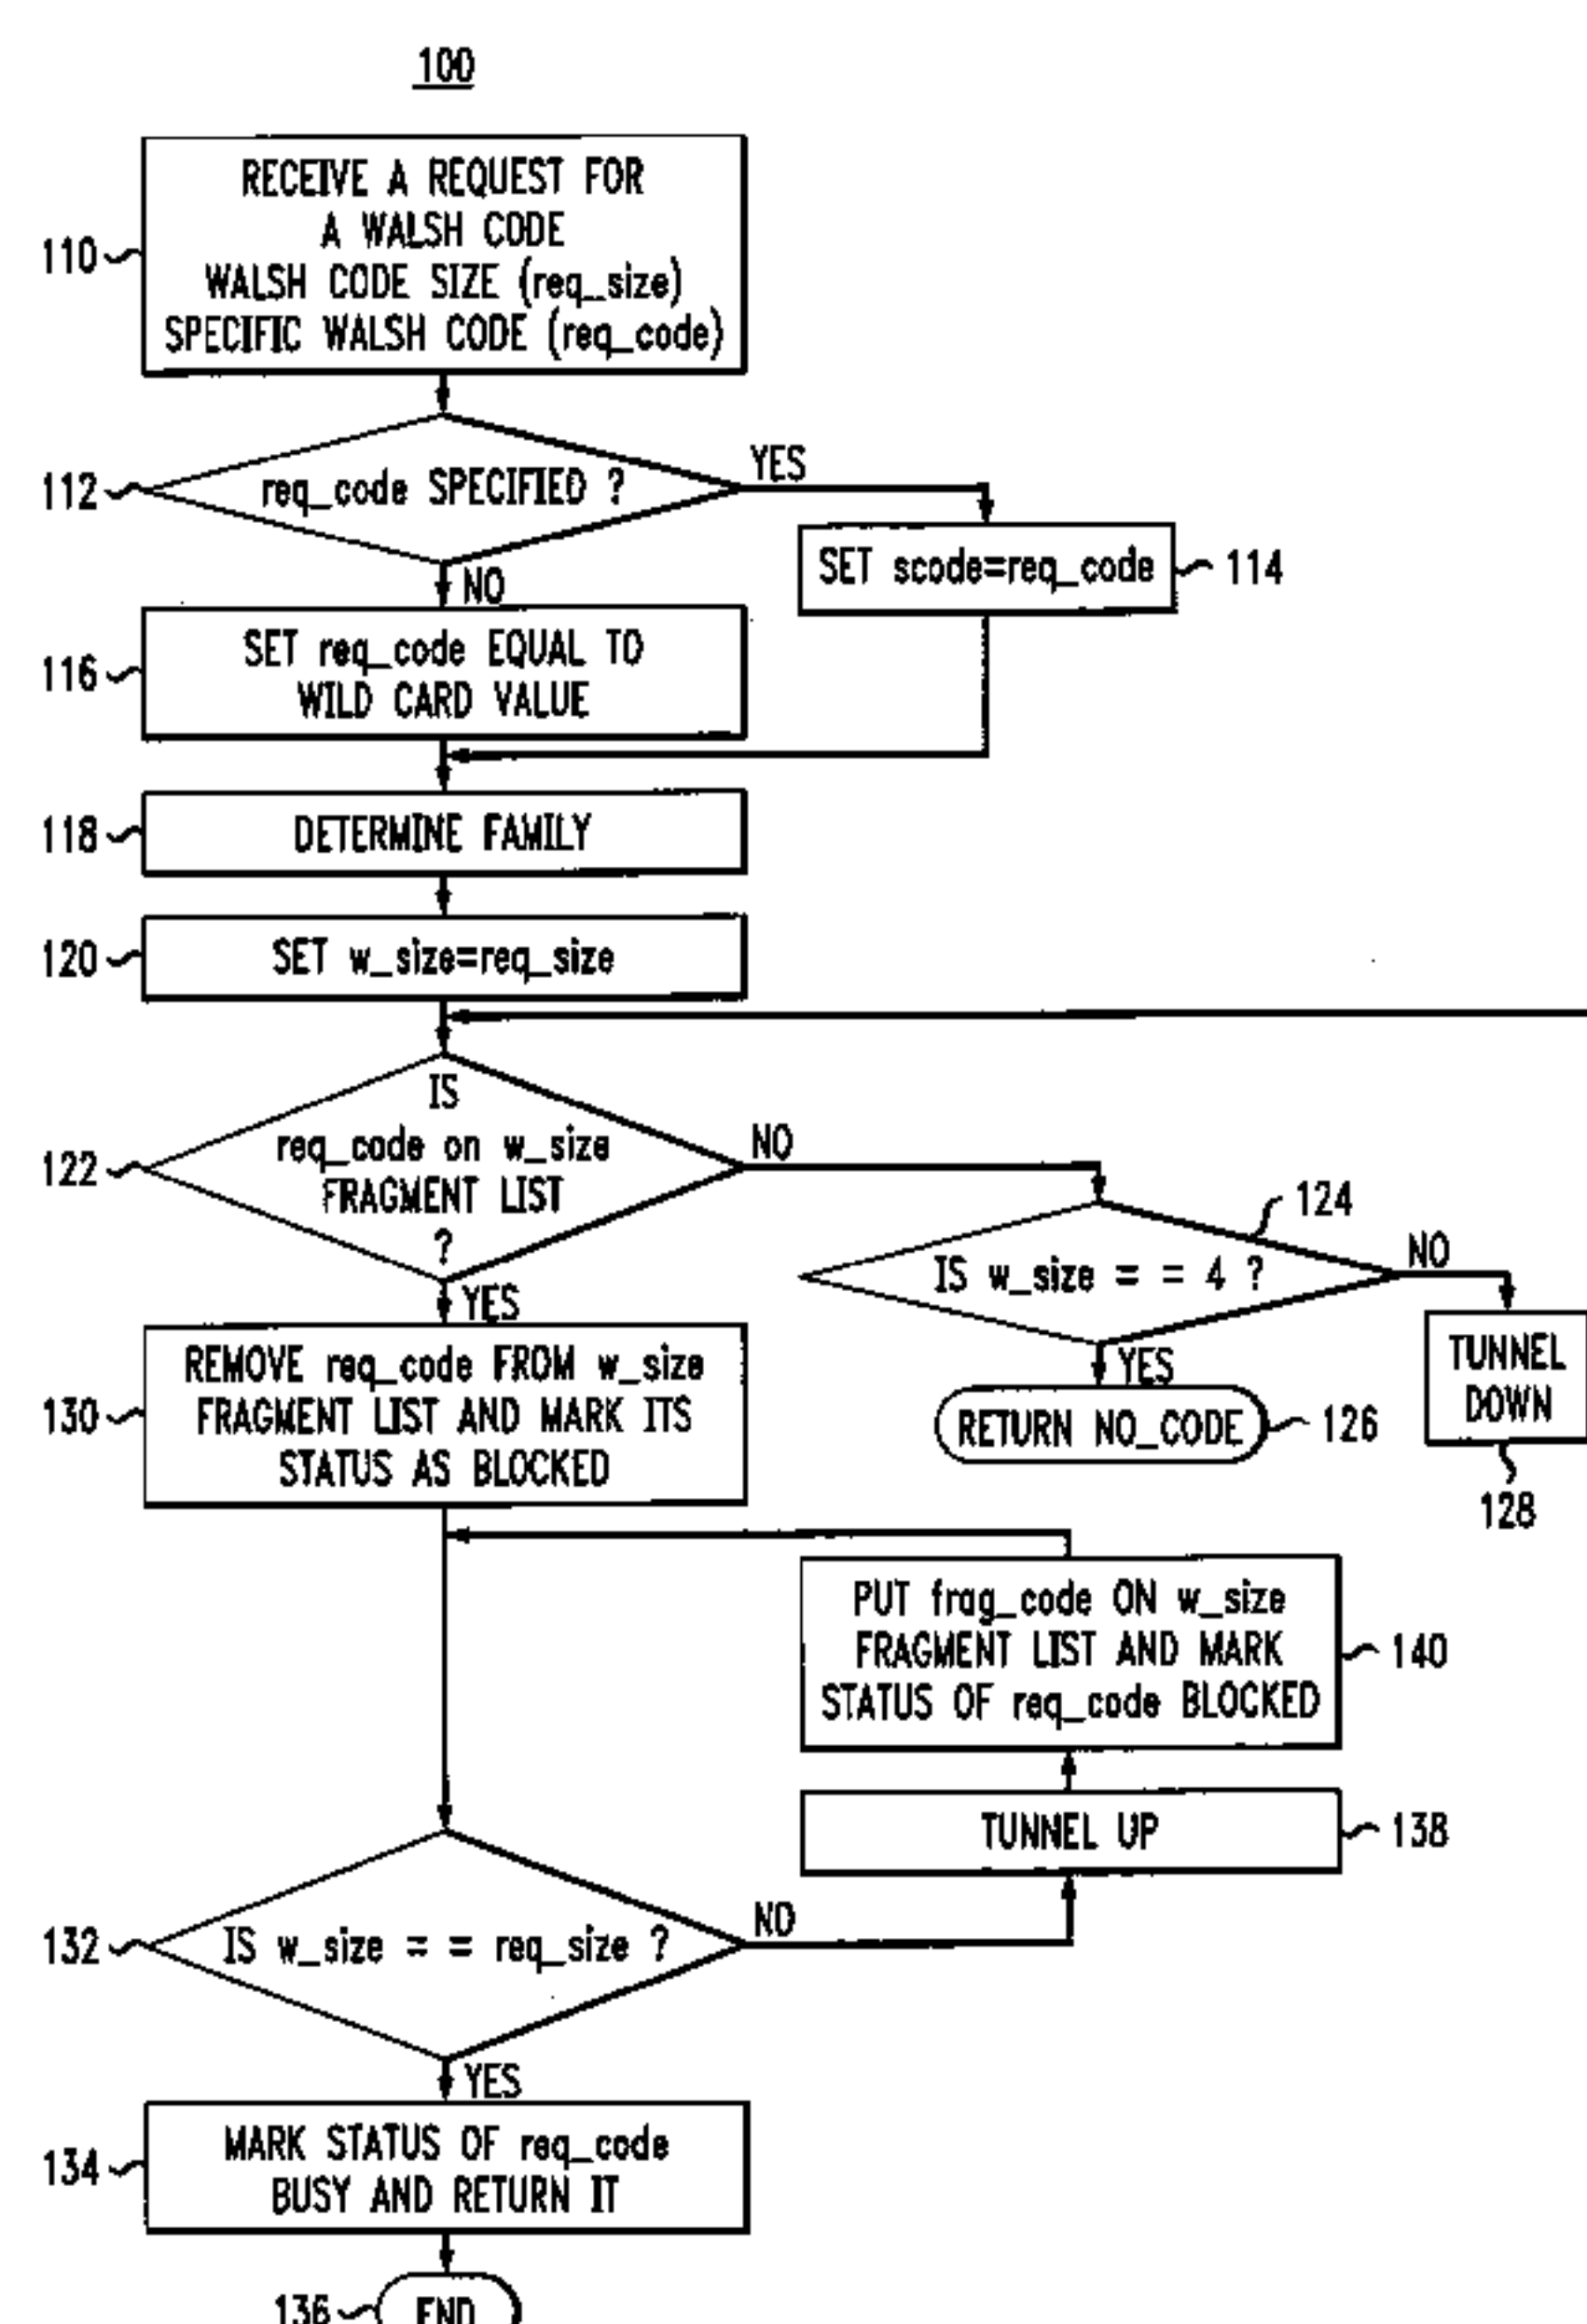 100
110
RECEIVE A REQUEST FOR
A WALSH CODE
WALSH CODE SIZE (req_size)
SPECIFIC WALSH CODE (req_code)
112
req_code SPECIFIED ?
YES
SET scode=req_code
114
NO
116
SET req_code EQUAL TO
WILD CARD VALUE
118
DETERMINE FAMILY
120
SET w_size=req_size
122
IS
req_code on w_size
FRAGMENT LIST
?
NO
124
IS w_size = = 4 ?
NO
TUNNEL
DOWN
128
YES
RETURN NO_CODE
126
YES
130
REMOVE req_code FROM w_size
FRAGMENT LIST AND MARK ITS
STATUS AS BLOCKED
PUT frag_code ON w_size
FRAGMENT LIST AND MARK
STATUS OF req_code BLOCKED
140
TUNNEL UP
138
132
IS w_size = = req_size ?
NO
YES
134
MARK STATUS OF req_code
BUSY AND RETURN IT
136
END